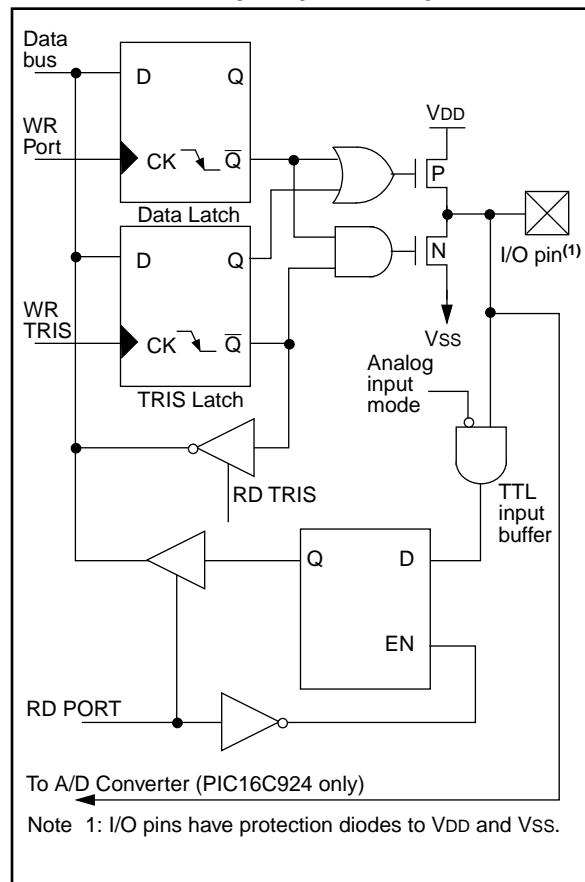 Data
bus
D Q
WR
Port
CK Q̅
Data Latch
VDD
P
I/O pin(1)
N
VSS
D Q
WR
TRIS
CK Q̅
TRIS Latch
Analog
input
mode
RD TRIS
TTL
input
buffer
Q D
EN
RD PORT
To A/D Converter (PIC16C924 only)
Note 1: I/O pins have protection diodes to VDD and VSS.